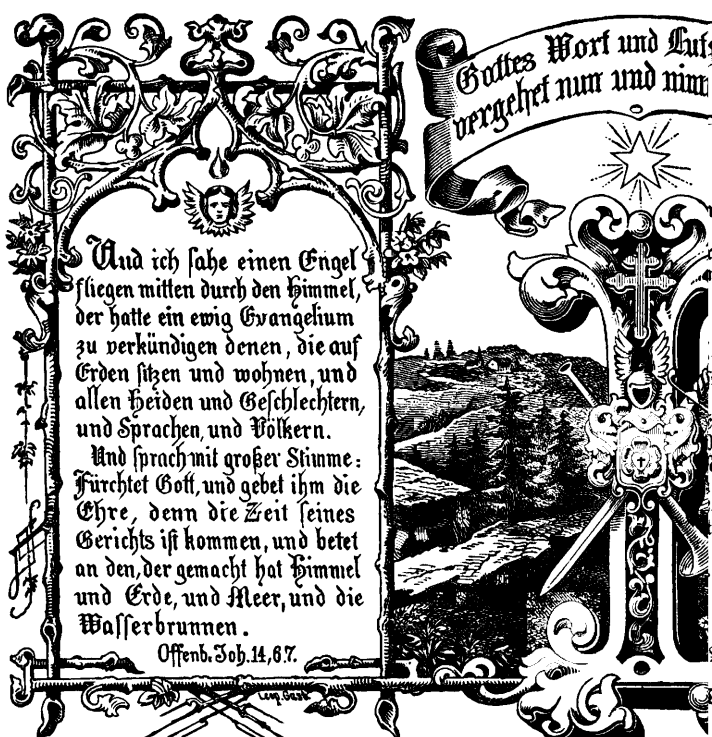 Gottes Wort und
vergehet nun und
Und ich sahe einen Engel
fliegen mitten durch den Himmel,
der hatte ein ewig Evangelium
zu verkündigen denen, die auf
Erden sitzen und wohnen, und
allen Heiden und Geschlechtern,
und Sprachen, und Völkern.
Und sprach mit großer Stimme:
Fürchtet Gott, und gebet ihm die
Ehre, denn die Zeit seines
Gerichts ist kommen, und betet
an den, der gemacht hat Himmel
und Erde, und Meer, und die
Wasserbrunnen.
Offenb. Joh. 14, 6 7.